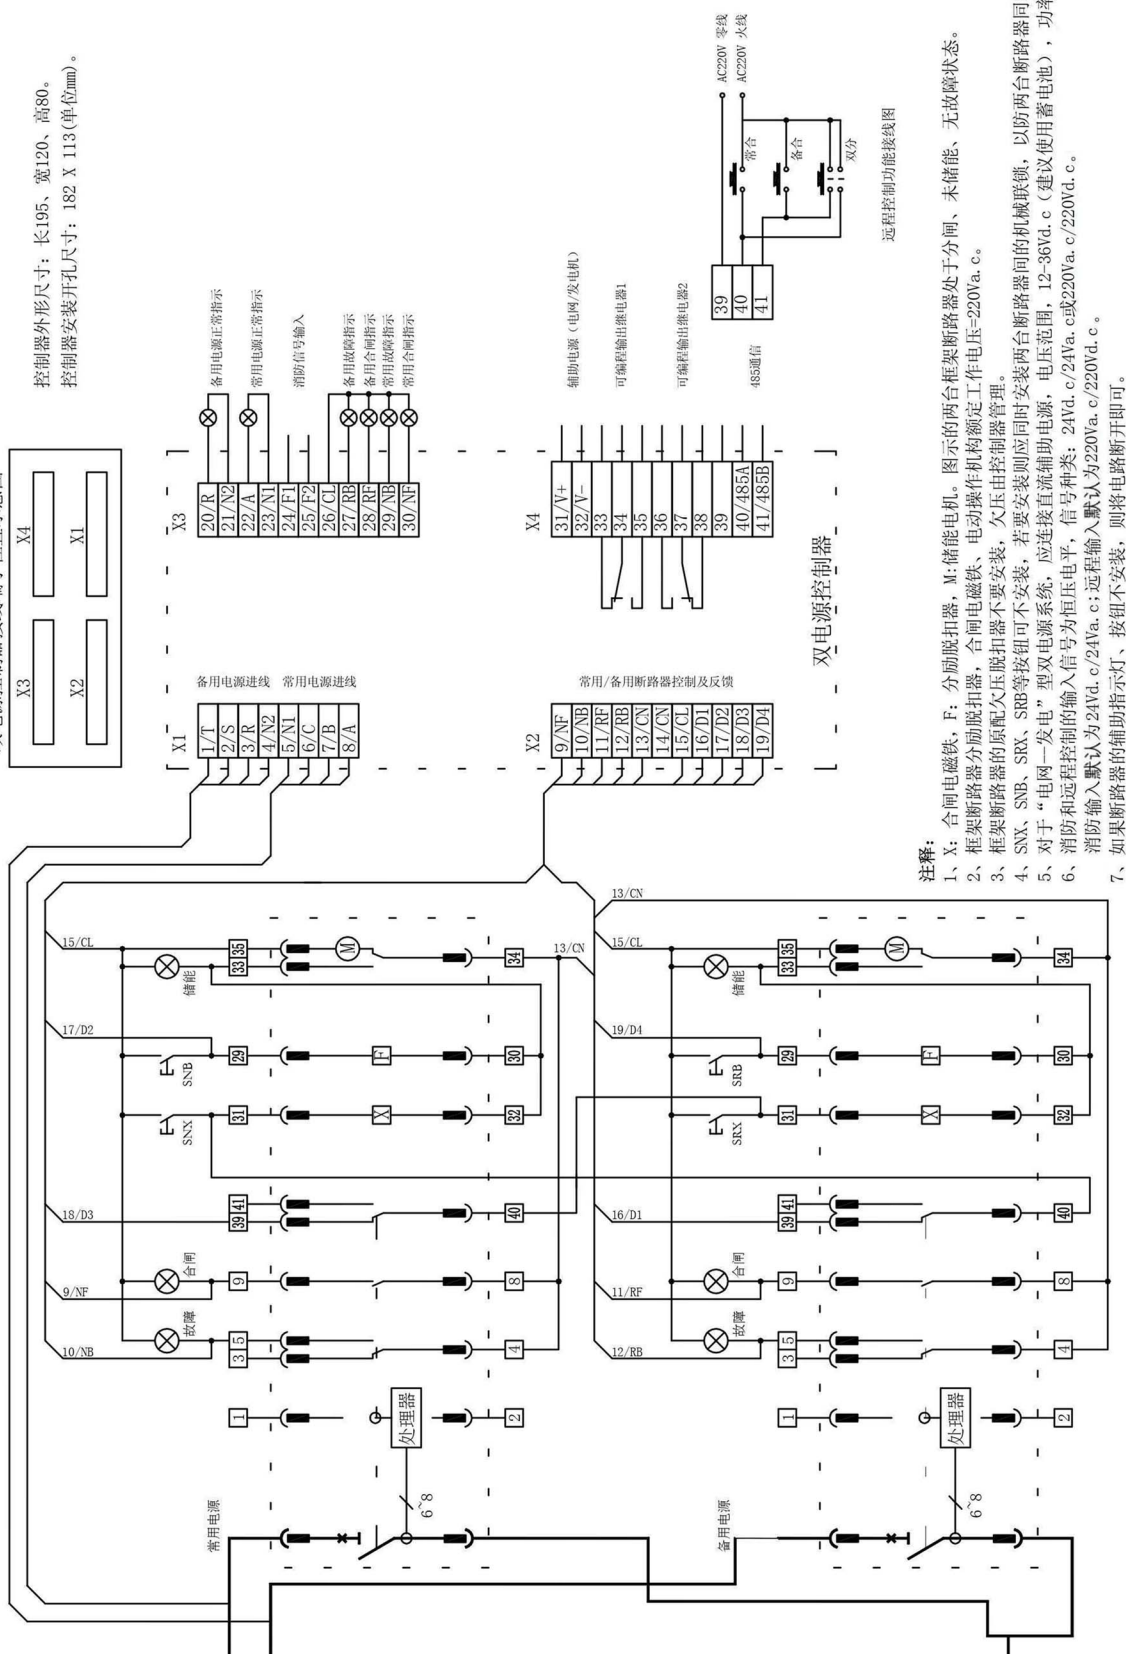 控制器外形尺寸：长195、宽120、高80。
控制器安装开孔尺寸：182 X 113(单位mm)。
X3
X4
X2
X1
X1
备用电源进线
常用电源进线
1/T
2/S
3/R
4/N2
5/N1
6/C
7/B
8/A
X3
20/R
21/N2
22/A
23/N1
24/F1
25/F2
26/CL
27/RB
28/RF
29/NB
30/NF
备用电源正常指示
常用电源正常指示
消防信号输入
备用故障指示
备用合闸指示
常用故障指示
常用合闸指示
X2
常用/备用断路器控制及反馈
9/NF
10/NB
11/RF
12/RB
13/CN
14/CN
15/CL
16/D1
17/D2
18/D3
19/D4
X4
31/V+
32/V-
33
34
35
36
37
38
39
40/485A
41/485B
辅助电源（电网/发电机）
可编程输出继电器1
可编程输出继电器2
485通信
双电源控制器
39
40
41
AC220V 零线
AC220V 火线
常合
备合
双分
远程控制功能接线图
常用电源
10/NB
9/NF
18/D3
17/D2
15/CL
故障
合闸
SNX
SNB
储能
1
3
5
9
39
41
31
29
33
35
处理器
6~8
X
F
M
2
4
8
40
32
30
34
13/CN
备用电源
12/RB
11/RF
16/D1
19/D4
15/CL
13/CN
故障
合闸
SRX
SRB
储能
1
3
5
9
39
41
31
29
33
35
处理器
6~8
X
F
M
2
4
8
40
32
30
34
注释：
1、X：合闸电磁铁，F：分励脱扣器，M:储能电机。图示的两台框架断路器处于分闸、未储能、无故障状态。
2、框架断路器分励脱扣器，合闸电磁铁、电动操作机构额定工作电压=220Va.c。
3、框架断路器的原配欠压脱扣器不要安装，欠压由控制器管理。
4、SNX、SNB、SRX、SRB等按钮可不安装，若要安装则应同时安装两台断路器间的机械联锁，以防两台断路器同
5、对于“电网一发电”型双电源系统，应连接直流辅助电源，电压范围，12-36Vd.c（建议使用蓄电池），功率
6、消防和远程控制的输入信号为恒压电平，信号种类：24Vd.c/24Va.c或220Va.c/220Vd.c。
消防输入默认为24Vd.c/24Va.c;远程输入默认为220Va.c/220Vd.c。
7、如果断路器的辅助指示灯、按钮不安装，则将电路断开即可。